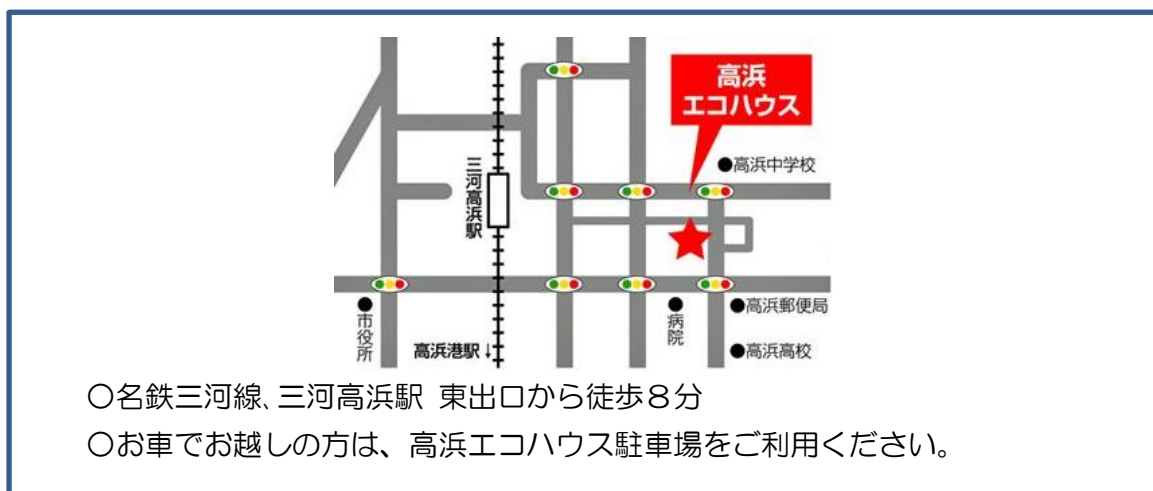 高浜
エコハウス
●高浜中学校
三河高浜駅
●市役所
高浜港駅↓
●病院
●高浜郵便局
●高浜高校
〇名鉄三河線、三河高浜駅 東出口から徒歩８分
〇お車でお越しの方は、高浜エコハウス駐車場をご利用ください。